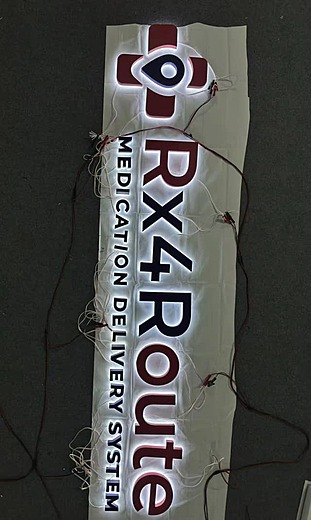 Rx4Route
MEDICATION DELIVERY SYSTEM